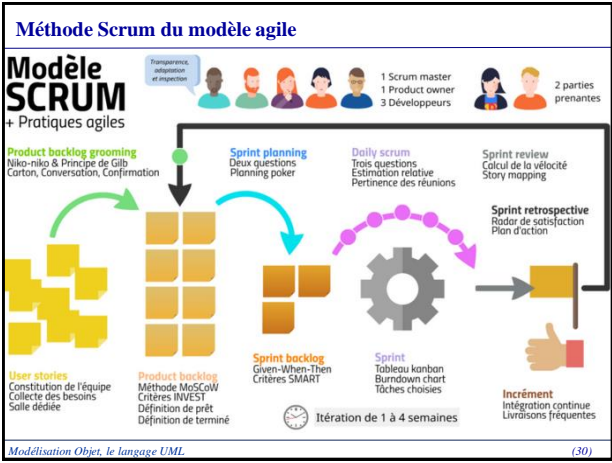 Méthode Scrum du modèle agile
Modèle
SCRUM
+ Pratiques agiles
Transparence,
adaptation
et inspection
1 Scrum master
1 Product owner
3 Développeurs
2 parties
prenantes
Product backlog grooming
Niko-niko & Principe de Gilb
Carton, Conversation, Confirmation
Sprint planning
Deux questions
Planning poker
Daily scrum
Trois questions
Estimation relative
Pertinence des réunions
Sprint review
Calcul de la vélocité
Story mapping
Sprint retrospective
Radar de satisfaction
Plan d'action
User stories
Constitution de l'équipe
Collecte des besoins
Salle dédiée
Product backlog
Méthode MoSCoW
Critères INVEST
Définition de prêt
Définition de terminé
Sprint backlog
Given-When-Then
Critères SMART
Sprint
Tableau kanban
Burndown chart
Tâches choisies
Incrément
Intégration continue
Livraisons fréquentes
Itération de 1 à 4 semaines
Modélisation Objet, le langage UML
(30)